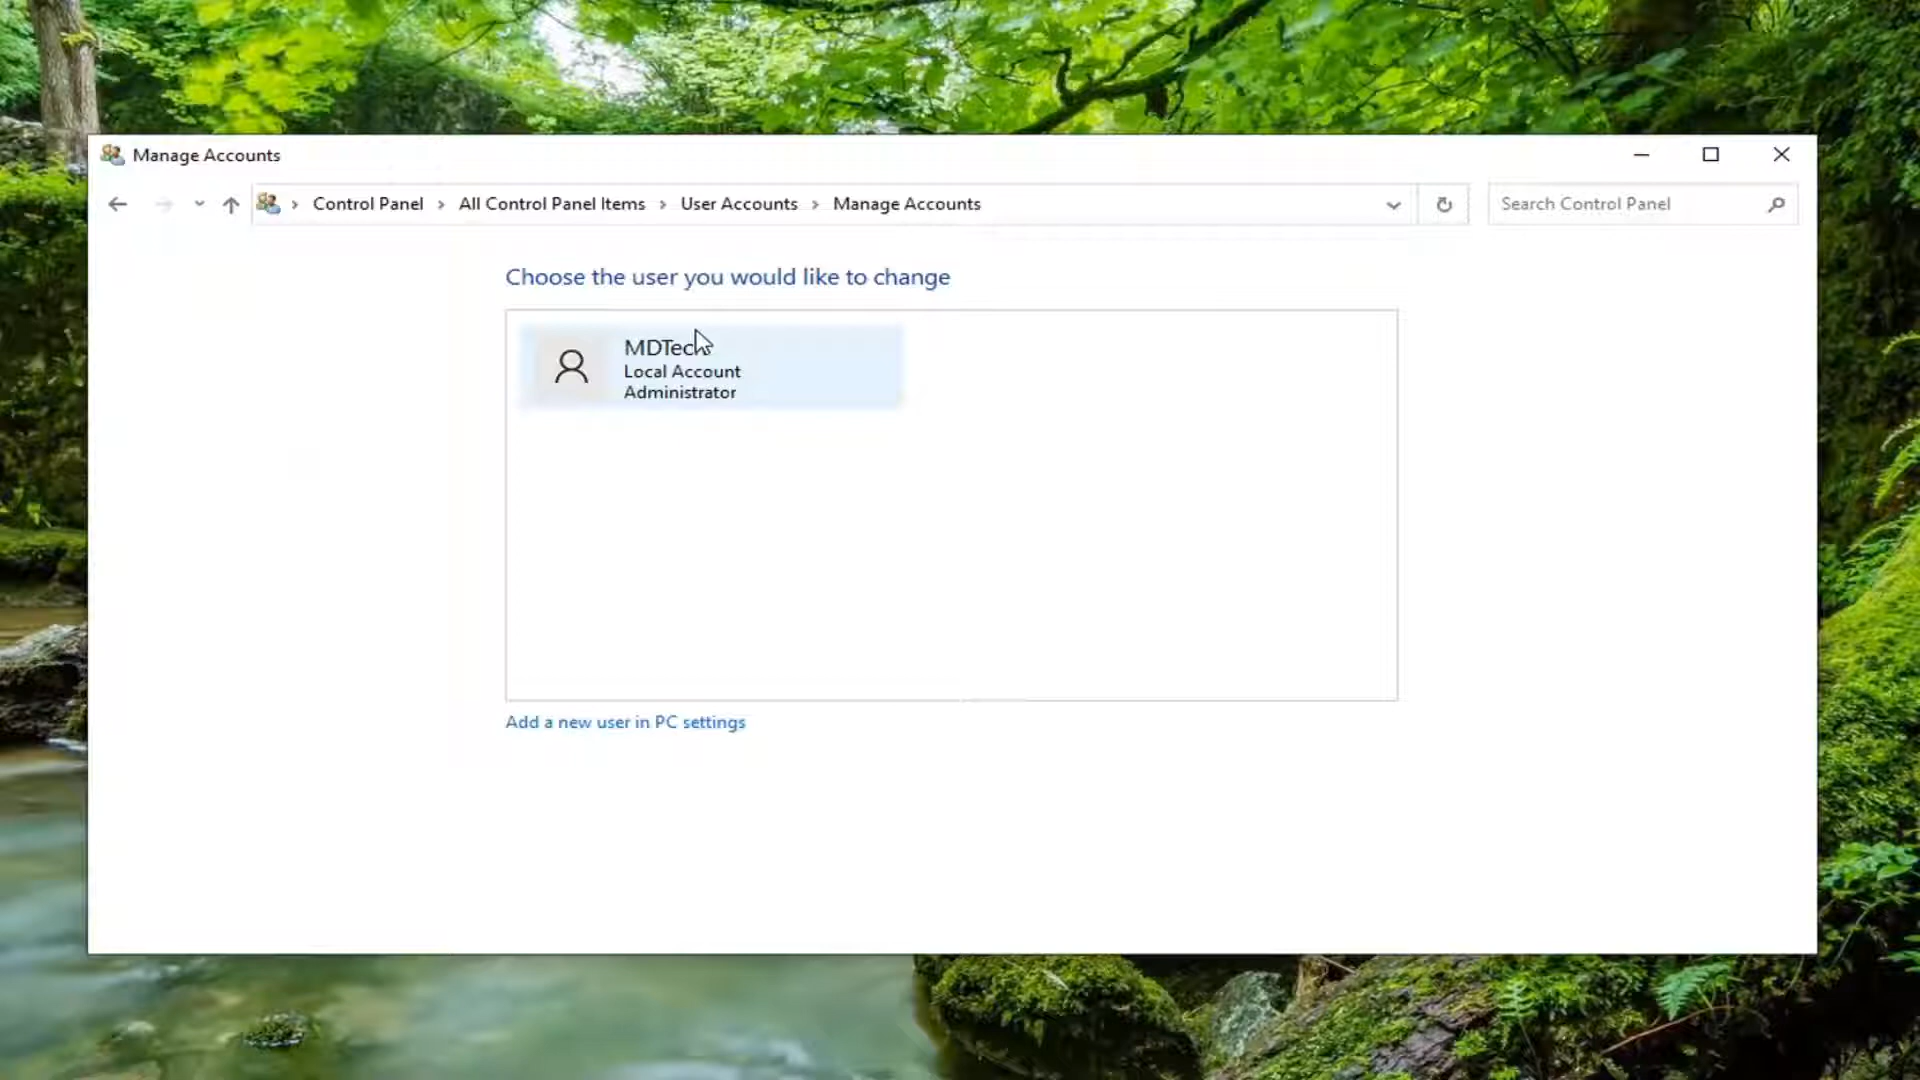 Manage Accounts
Control Panel > All Control Panel Items > User Accounts > Manage Accounts
Search Control Panel
Choose the user you would like to change
MDTech
Local Account
Administrator
Add a new user in PC settings